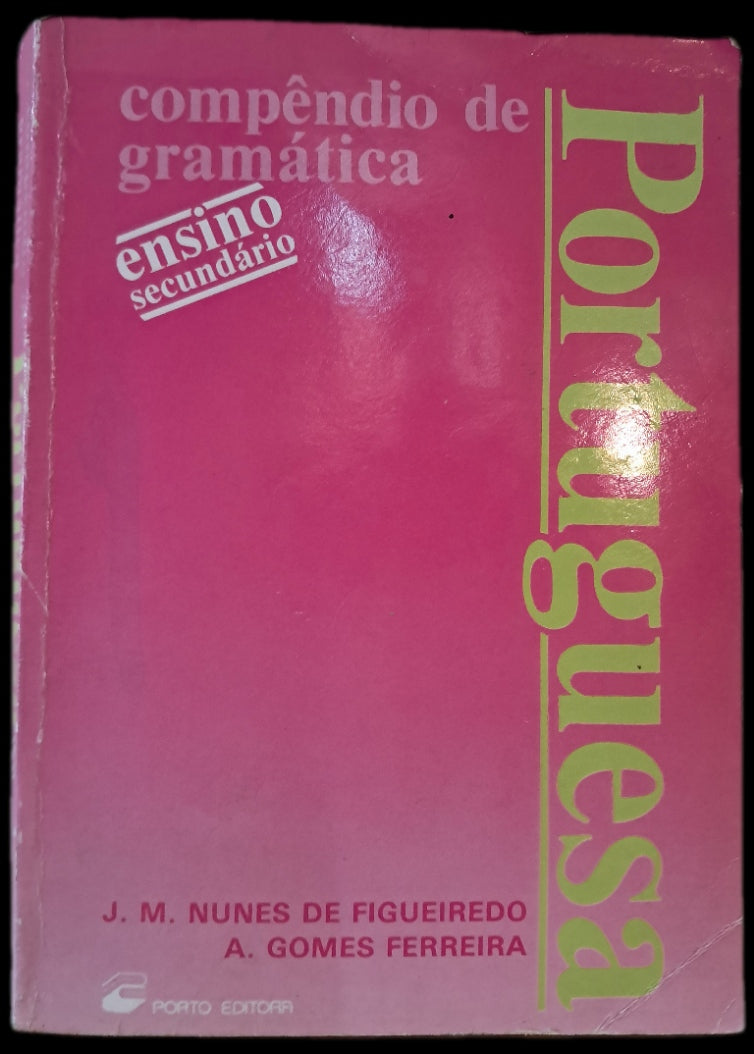 compêndio de
gramática
Portuguesa
ensino
secundário
J. M. NUNES DE FIGUEIREDO
A. GOMES FERREIRA
PORTO EDITORA